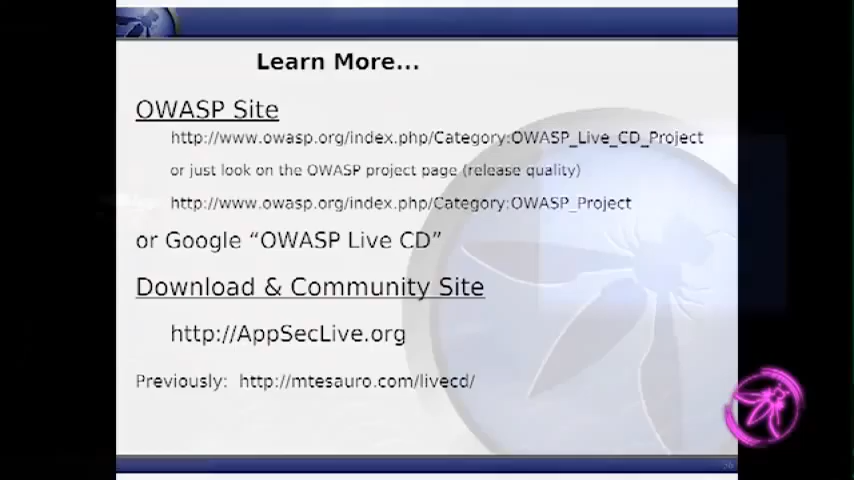 Learn More...
OWASP Site
http://www.owasp.org/index.php/Category:OWASP_Live_CD_Project
or just look on the OWASP project page (release quality)
http://www.owasp.org/index.php/Category:OWASP_Project
or Google “OWASP Live CD”
Download & Community Site
http://AppSecLive.org
Previously: http://mtesauro.com/livecd/